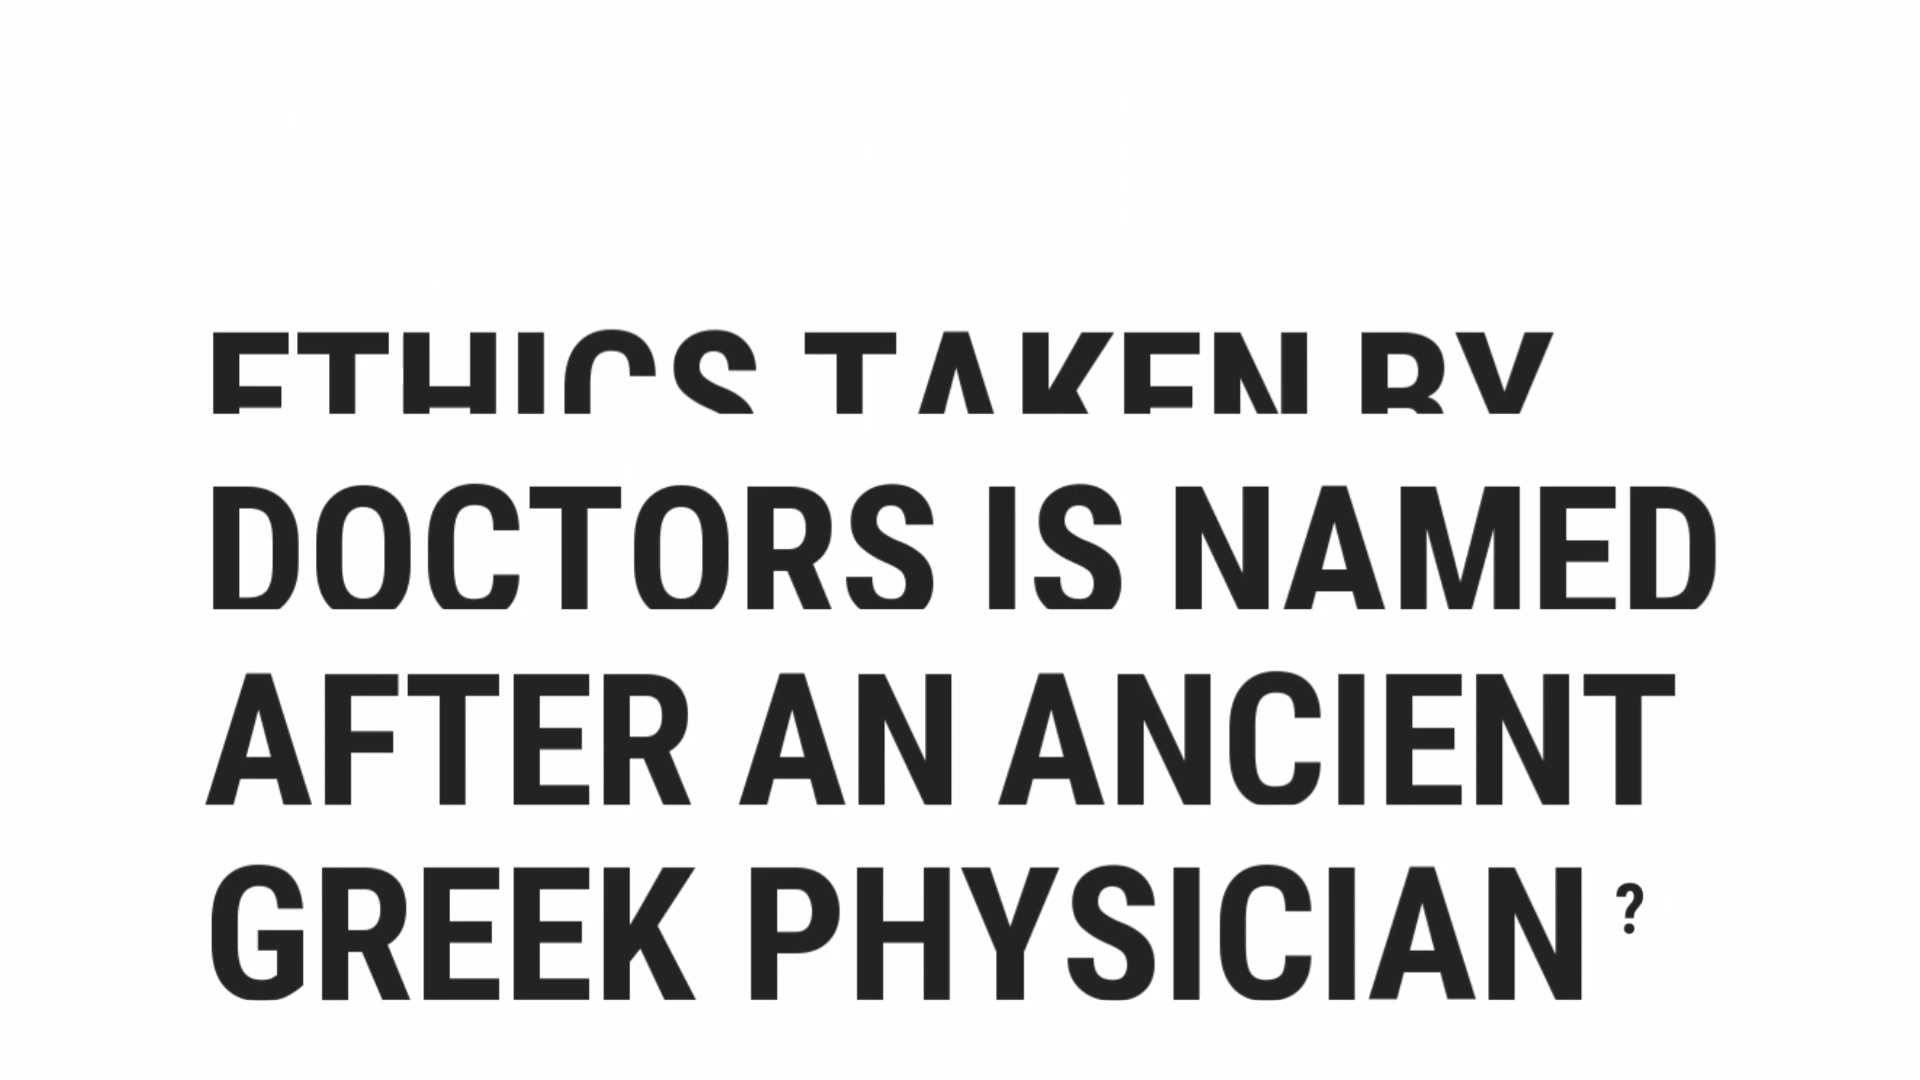 ETHICS TAKEN BY
DOCTORS IS NAMED
AFTER AN ANCIENT
GREEK PHYSICIAN ?